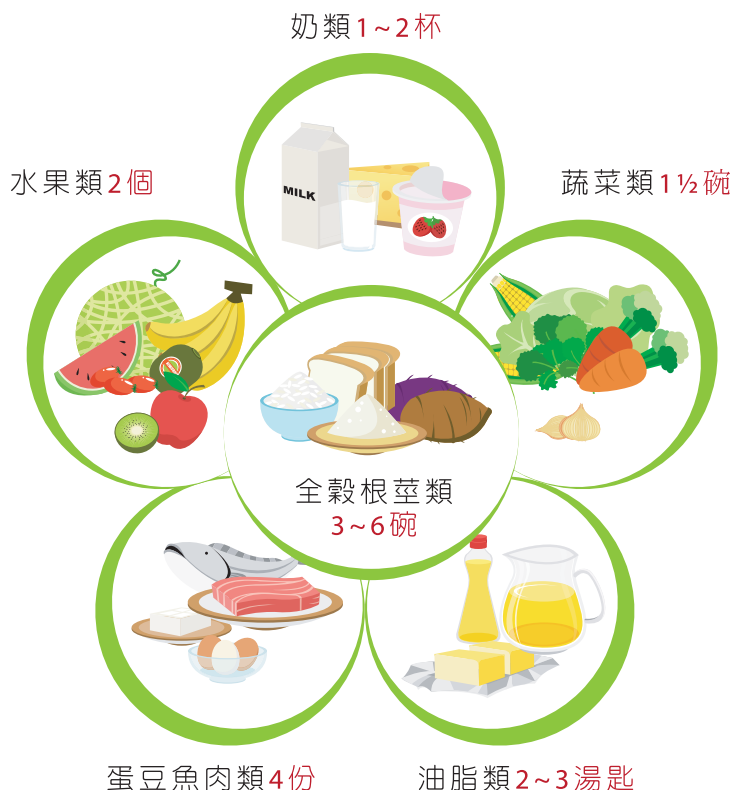 奶類1~2杯
水果類2個
蔬菜類1½碗
MILK
全穀根莖類
3~6碗
蛋豆魚肉類4份
油脂類2~3湯匙